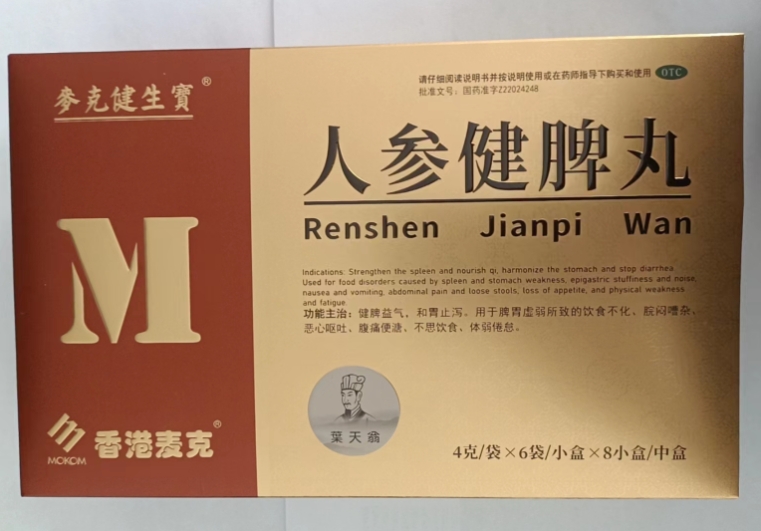 麥克健生寶®
M
MOKOM
香港麦克®
请仔细阅读说明书并按说明使用或在药师指导下购买和使用 OTC
批准文号：国药准字Z22024248
人参健脾丸
Renshen Jianpi Wan
Indications: Strengthen the spleen and nourish qi, harmonize the stomach and stop diarrhea.
Used for food disorders caused by spleen and stomach weakness, epigastric stuffiness and noise,
nausea and vomiting, abdominal pain and loose stools, loss of appetite, and physical weakness
and fatigue.
功能主治：健脾益气，和胃止泻。用于脾胃虚弱所致的饮食不化、脘闷嘈杂、
恶心呕吐、腹痛便溏、不思饮食、体弱倦怠。
葉天翁
4克/袋×6袋/小盒×8小盒/中盒